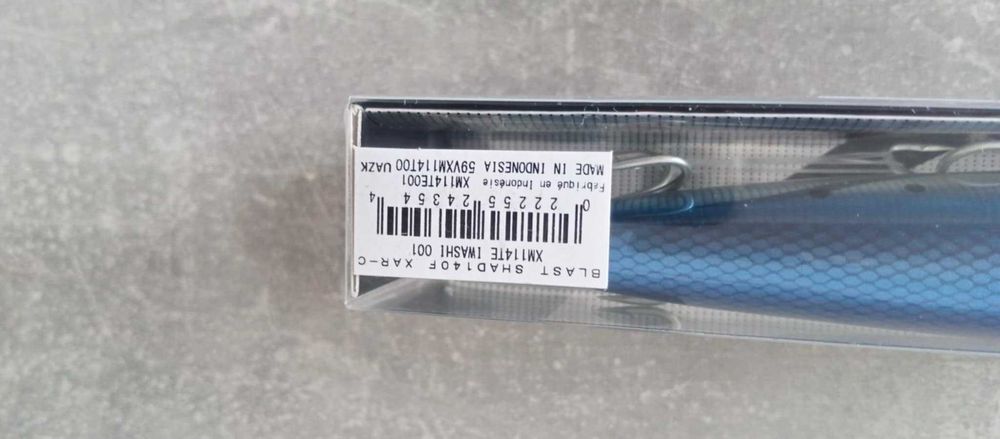 BLAST SHAD140F XAR-C
XM114TE IWASHI 001
0 22255 24354 4
XM114TE001
Fabriqué en Indonésie
MADE IN INDONESIA 59VXM114T00 UAZK